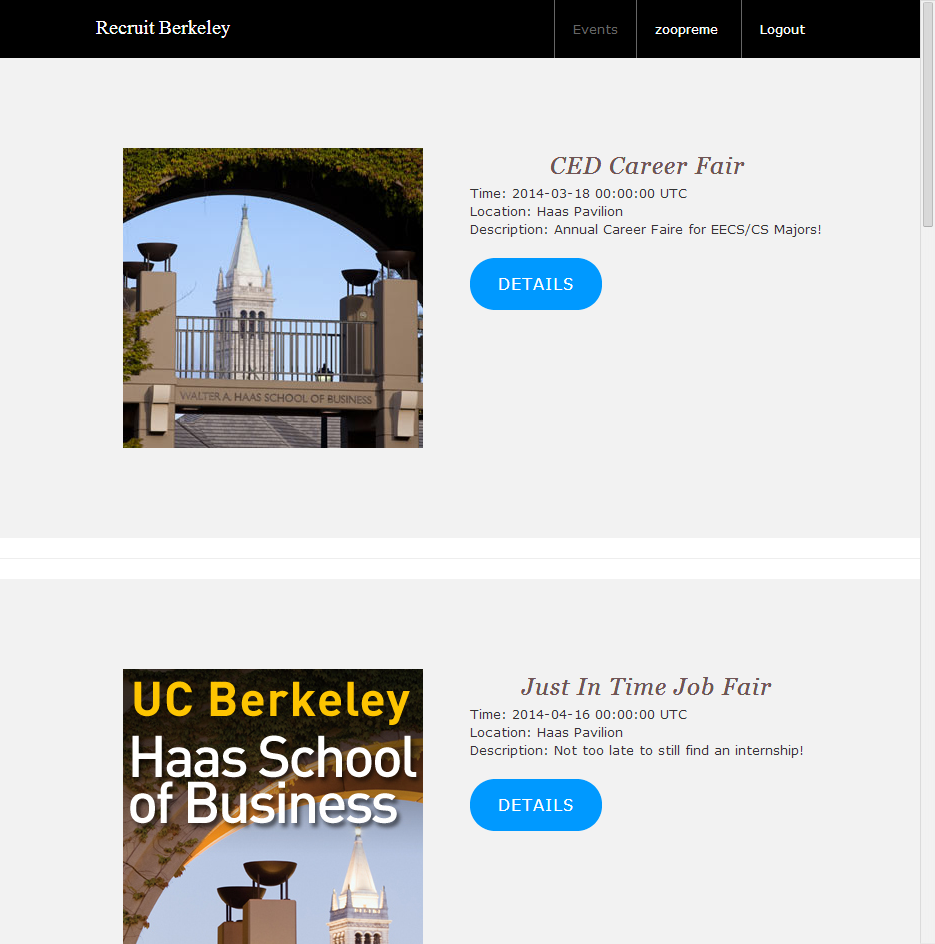 Recruit Berkeley
Events
zoopreme
Logout
CED Career Fair
Time: 2014-03-18 00:00:00 UTC
Location: Haas Pavilion
Description: Annual Career Faire for EECS/CS Majors!
DETAILS
WALTER A. HAAS SCHOOL OF BUSINESS
Just In Time Job Fair
Time: 2014-04-16 00:00:00 UTC
Location: Haas Pavilion
Description: Not too late to still find an internship!
DETAILS
UC Berkeley
Haas School
of Business